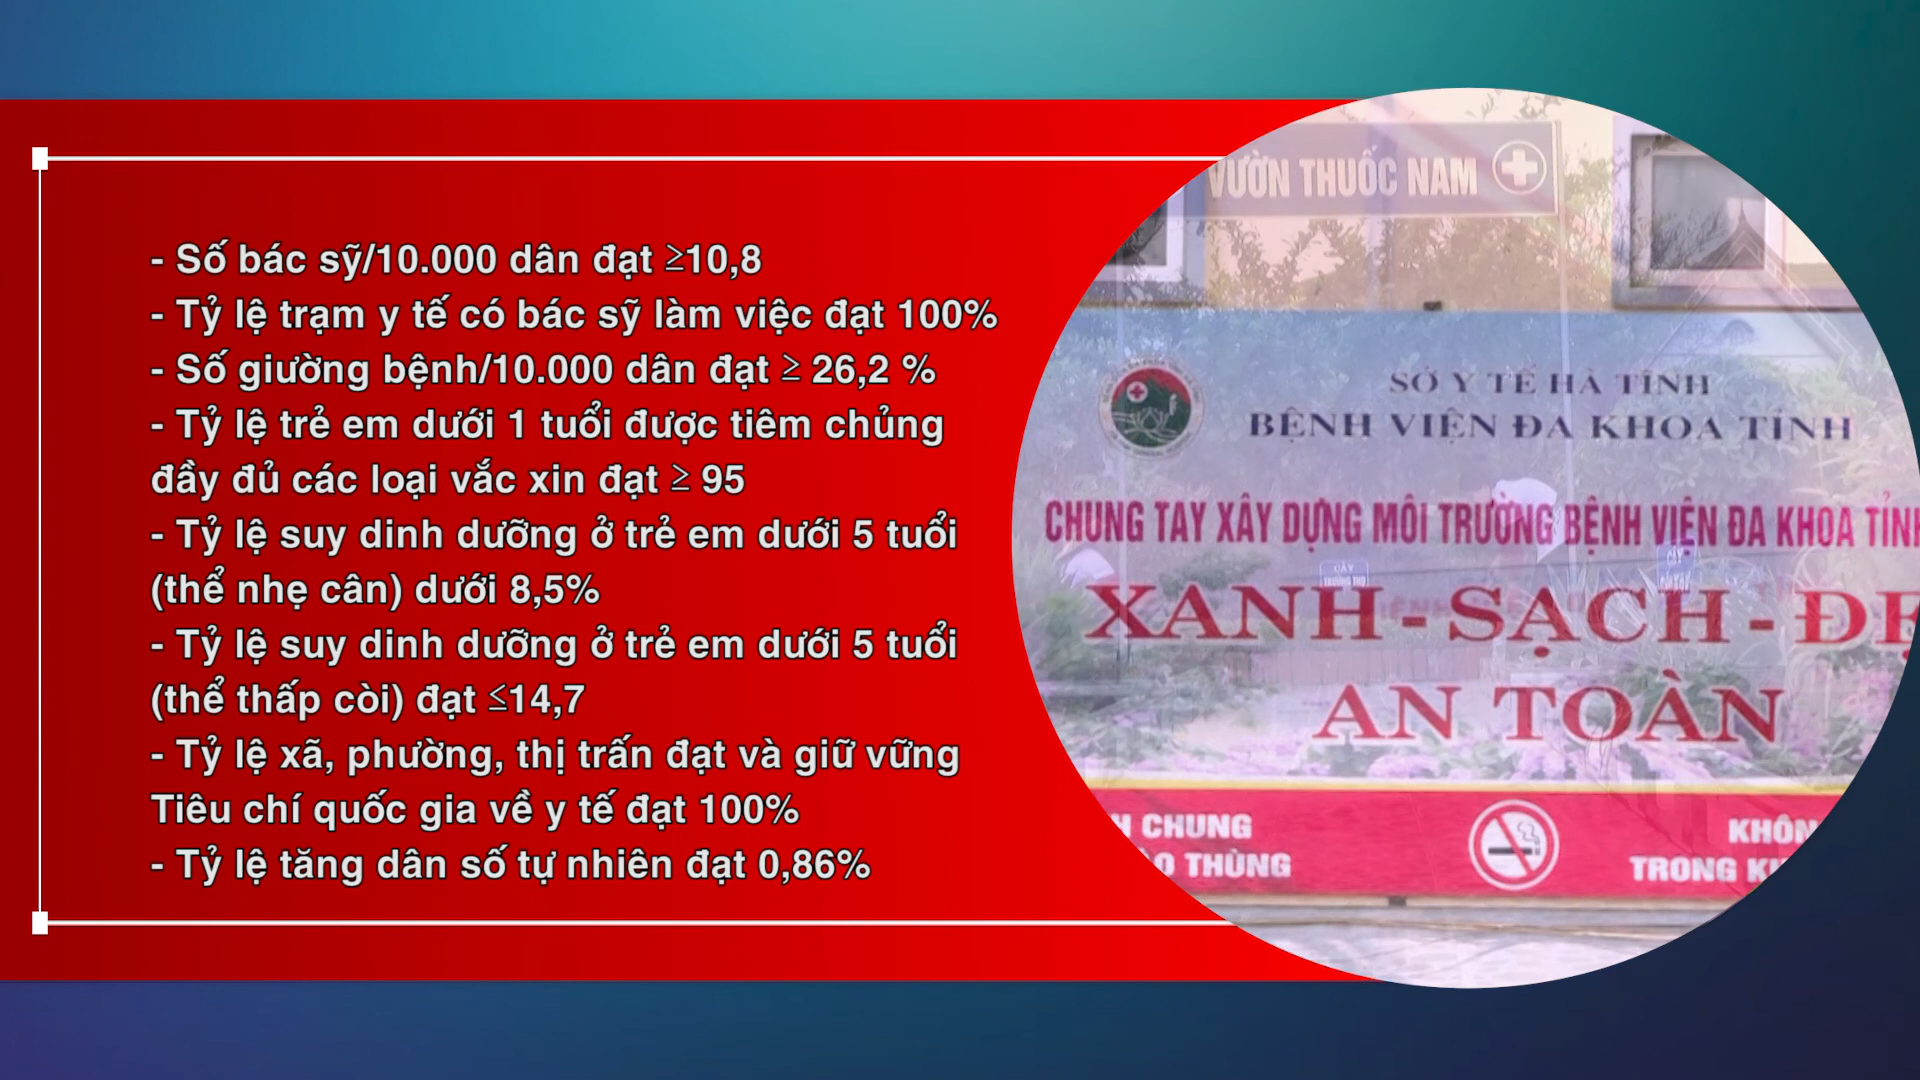 - Số bác sỹ/10.000 dân đạt ≥10,8
- Tỷ lệ trạm y tế có bác sỹ làm việc đạt 100%
- Số giường bệnh/10.000 dân đạt ≥ 26,2 %
- Tỷ lệ trẻ em dưới 1 tuổi được tiêm chủng
đầy đủ các loại vắc xin đạt ≥ 95
- Tỷ lệ suy dinh dưỡng ở trẻ em dưới 5 tuổi
(thể nhẹ cân) dưới 8,5%
- Tỷ lệ suy dinh dưỡng ở trẻ em dưới 5 tuổi
(thể thấp còi) đạt ≤14,7
- Tỷ lệ xã, phường, thị trấn đạt và giữ vững
Tiêu chí quốc gia về y tế đạt 100%
- Tỷ lệ tăng dân số tự nhiên đạt 0,86%
VƯỜN THUỐC NAM
SỞ Y TẾ HÀ TĨNH
BỆNH VIỆN ĐA KHOA TỈNH
CHUNG TAY XÂY DỰNG MÔI TRƯỜNG BỆNH VIỆN ĐA KHOA TỈNH
XANH - SẠCH -
AN TOÀN
CHUNG
THÙNG
TRONG